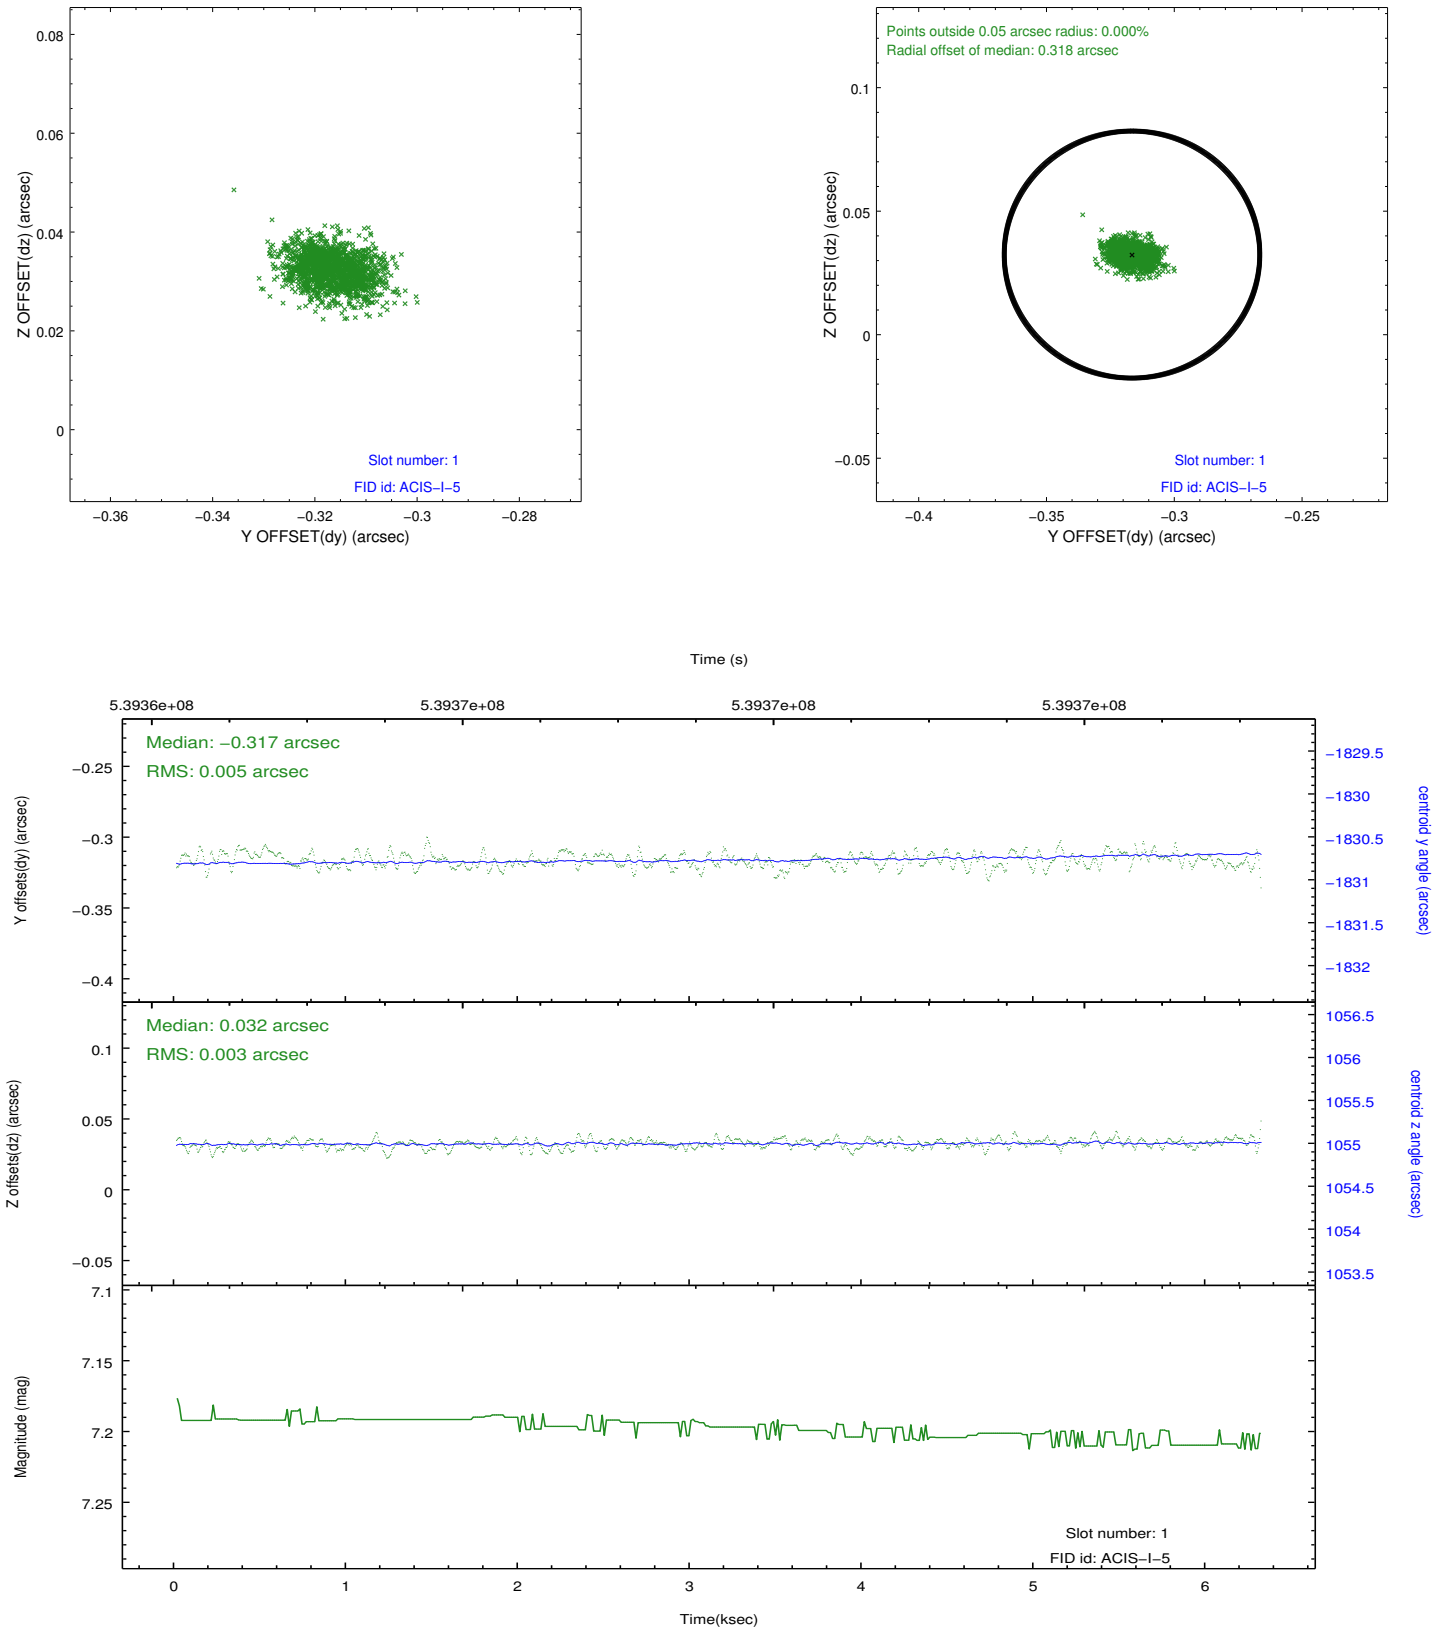 0.08
0.06
0.04
0.02
0
Z OFFSET(dz) (arcsec)
Slot number: 1
FID id: ACIS−I−5
−0.36
−0.34
−0.32
−0.3
−0.28
Y OFFSET(dy) (arcsec)
Points outside 0.05 arcsec radius: 0.000%
Radial offset of median: 0.318 arcsec
0.1
0.05
0
−0.05
Z OFFSET(dz) (arcsec)
Slot number: 1
FID id: ACIS−I−5
−0.4
−0.35
−0.3
−0.25
Y OFFSET(dy) (arcsec)
Time (s)
5.3936e+08
5.3937e+08
5.3937e+08
5.3937e+08
Median: −0.317 arcsec
RMS: 0.005 arcsec
−0.25
−0.3
−0.35
−0.4
Y offsets(dy) (arcsec)
−1829.5
−1830
−1830.5
−1831
−1831.5
−1832
centroid y angle (arcsec)
Median: 0.032 arcsec
RMS: 0.003 arcsec
0.1
0.05
0
−0.05
Z offsets(dz) (arcsec)
1056.5
1056
1055.5
1055
1054.5
1054
1053.5
centroid z angle (arcsec)
7.1
7.15
7.2
7.25
Magnitude (mag)
Slot number: 1
FID id: ACIS−I−5
0
1
2
3
4
5
6
Time(ksec)